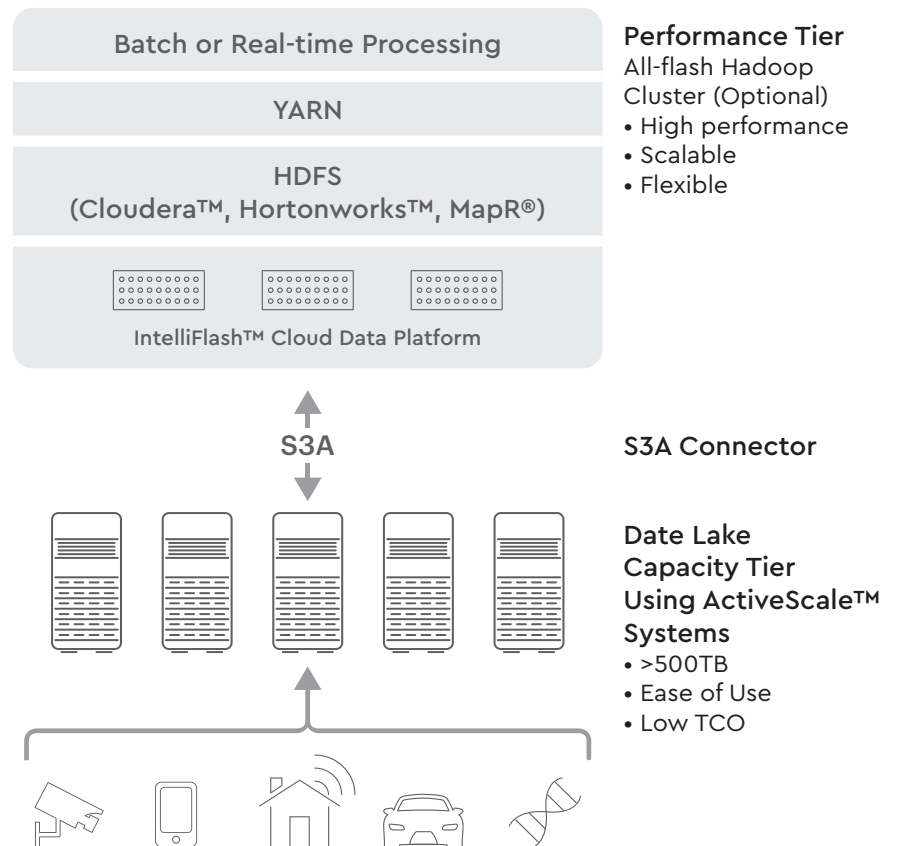 Batch or Real-time Processing
YARN
HDFS
(Cloudera™, Hortonworks™, MapR®)
IntelliFlash™ Cloud Data Platform
Performance Tier
All-flash Hadoop
Cluster (Optional)
• High performance
• Scalable
• Flexible
S3A
S3A Connector
Date Lake
Capacity Tier
Using ActiveScale™
Systems
• >500TB
• Ease of Use
• Low TCO